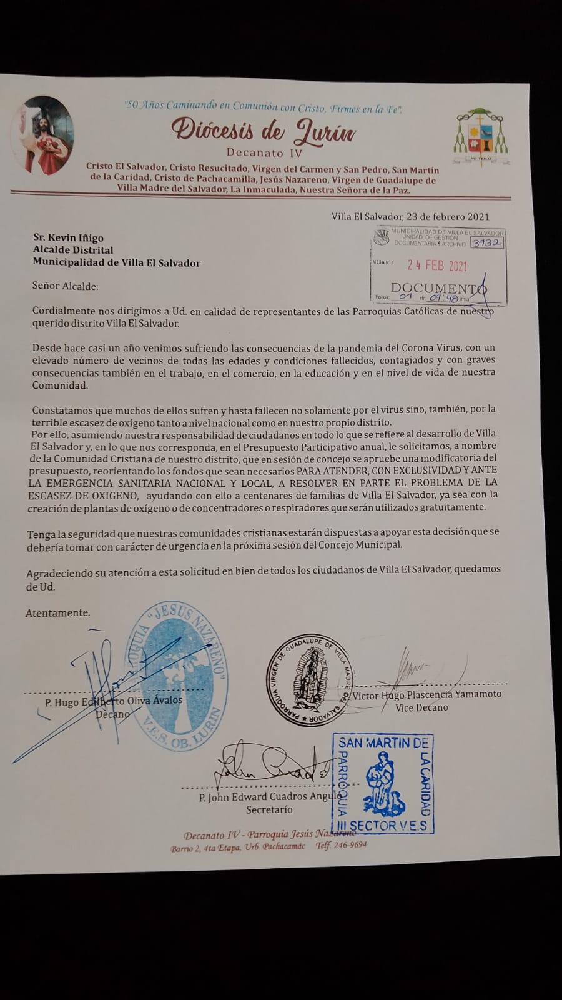 "50 Años Caminando en Comunión con Cristo, Firmes en la Fe".
Diócesis de Lurín
Decanato IV
NO TEMAS
Cristo El Salvador, Cristo Resucitado, Virgen del Carmen y San Pedro, San Martín
de la Caridad, Cristo de Pachacamilla, Jesús Nazareno, Virgen de Guadalupe de
Villa Madre del Salvador, La Inmaculada, Nuestra Señora de la Paz.
Villa El Salvador, 23 de febrero 2021
Sr. Kevin Iñigo
Alcalde Distrital
Municipalidad de Villa El Salvador
MUNICIPALIDAD DE VILLA EL SALVADOR
UNIDAD DE GESTIÓN
DOCUMENTARIA Y ARCHIVO 3732
MESA N° 1 24 FEB 2021
DOCUMENTO
Folos: 01 Hr. 09:48 Firma
Señor Alcalde:
Cordialmente nos dirigimos a Ud. en calidad de representantes de las Parroquias Católicas de nuestro
querido distrito Villa El Salvador.
Desde hace casi un año venimos sufriendo las consecuencias de la pandemia del Corona Virus, con un
elevado número de vecinos de todas las edades y condiciones fallecidos, contagiados y con graves
consecuencias también en el trabajo, en el comercio, en la educación y en el nivel de vida de nuestra
Comunidad.
Constatamos que muchos de ellos sufren y hasta fallecen no solamente por el virus sino, también, por la
terrible escasez de oxígeno tanto a nivel nacional como en nuestro propio distrito.
Por ello, asumiendo nuestra responsabilidad de ciudadanos en todo lo que se refiere al desarrollo de Villa
El Salvador y, en lo que nos corresponda, en el Presupuesto Participativo anual, le solicitamos, a nombre
de la Comunidad Cristiana de nuestro distrito, que en sesión de concejo se apruebe una modificatoria del
presupuesto, reorientando los fondos que sean necesarios PARA ATENDER, CON EXCLUSIVIDAD Y ANTE
LA EMERGENCIA SANITARIA NACIONAL Y LOCAL, A RESOLVER EN PARTE EL PROBLEMA DE LA
ESCASEZ DE OXIGENO, ayudando con ello a centenares de familias de Villa El Salvador, ya sea con la
creación de plantas de oxígeno o de concentradores o respiradores que serán utilizados gratuitamente.
Tenga la seguridad que nuestras comunidades cristianas estarán dispuestas a apoyar esta decisión que se
debería tomar con carácter de urgencia en la próxima sesión del Concejo Municipal.
Agradeciendo su atención a esta solicitud en bien de todos los ciudadanos de Villa El Salvador, quedamos
de Ud.
Atentamente.
PARROQUIA "JESUS NAZARENO"
V.E.S. OB. LURIN
P. Hugo Edilberto Oliva Ávalos
Decano
PARROQUIA VIRGEN DE GUADALUPE DE VILLA MADRE DEL SALVADOR
P. Víctor Hugo Plascencia Yamamoto
Vice Decano
John Cuadros
P. John Edward Cuadros Angulo
Secretarío
SAN MARTIN DE
LA CARIDAD
PARROQUIA
III SECTOR V.E.S
Decanato IV - Parroquia Jesús Nazareno
Barrio 2, 4ta Etapa, Urb. Pachacamác Telf. 246-9694